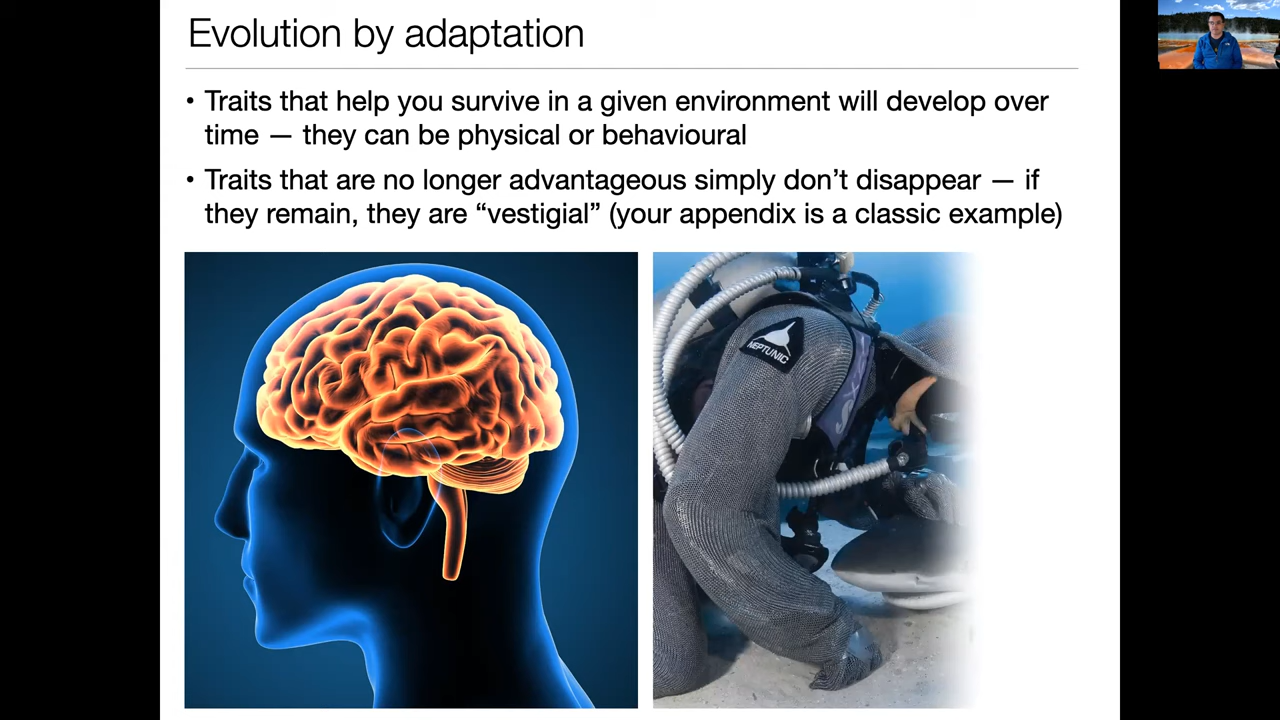 Evolution by adaptation
• Traits that help you survive in a given environment will develop over
time — they can be physical or behavioural
• Traits that are no longer advantageous simply don’t disappear — if
they remain, they are “vestigial” (your appendix is a classic example)
NEPTUNIC